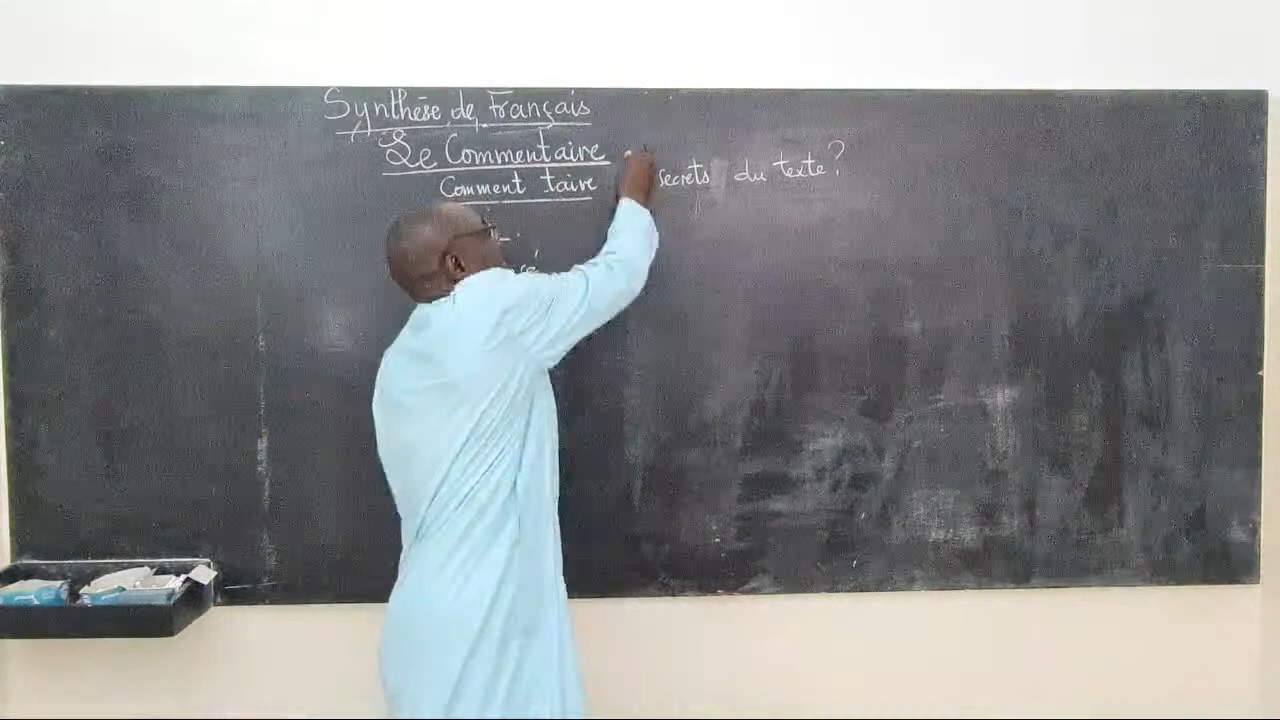 Synthèse de Français
Le Commentaire
Comment taire secrets du texte?